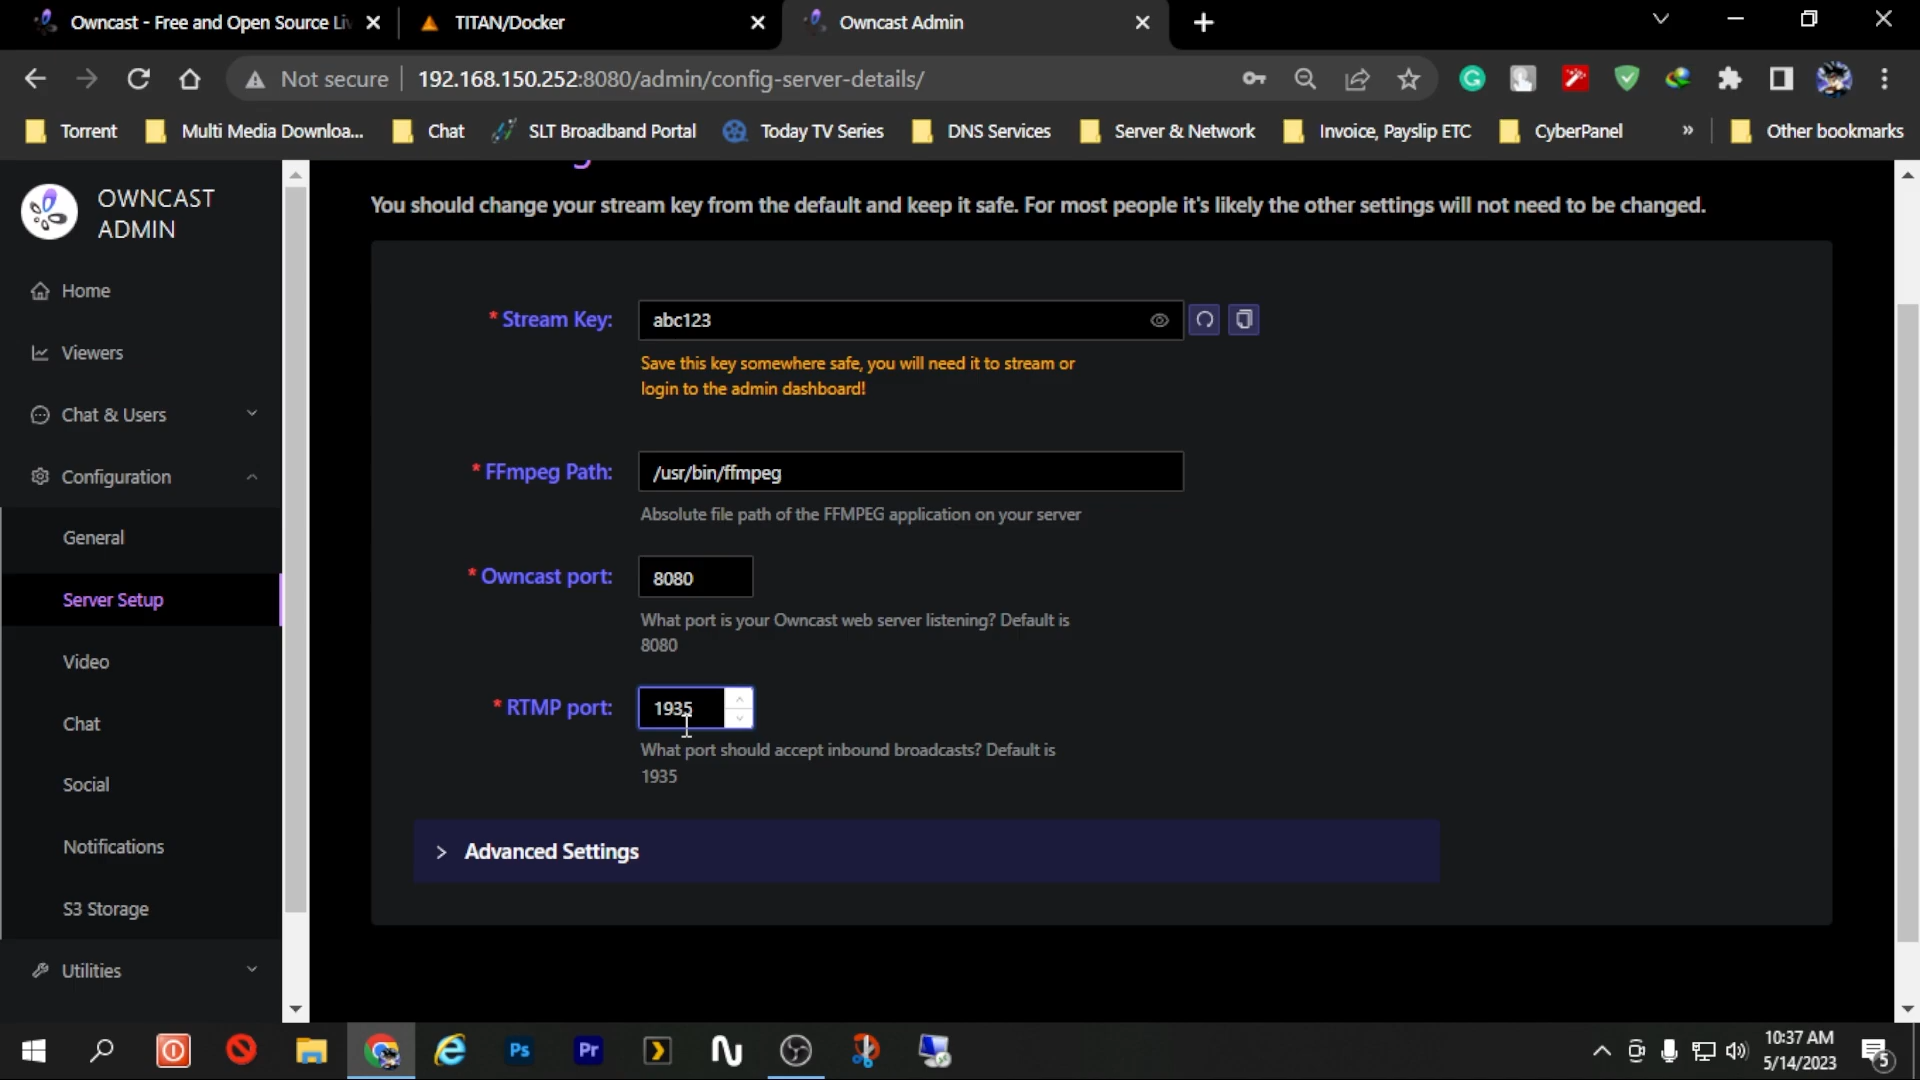 Owncast - Free and Open Source Li
TITAN/Docker
Owncast Admin
Not secure
192.168.150.252:8080/admin/config-server-details/
Torrent
Multi Media Downloa...
Chat
SLT Broadband Portal
Today TV Series
DNS Services
Server & Network
Invoice, Payslip ETC
CyberPanel
»
Other bookmarks
OWNCAST
ADMIN
Home
Viewers
Chat & Users
Configuration
General
Server Setup
Video
Chat
Social
Notifications
S3 Storage
Utilities
You should change your stream key from the default and keep it safe. For most people it's likely the other settings will not need to be changed.
* Stream Key:
abc123
Save this key somewhere safe, you will need it to stream or
login to the admin dashboard!
* FFmpeg Path:
/usr/bin/ffmpeg
Absolute file path of the FFMPEG application on your server
* Owncast port:
8080
What port is your Owncast web server listening? Default is
8080
* RTMP port:
1935
What port should accept inbound broadcasts? Default is
1935
> Advanced Settings
Ps
Pr
10:37 AM
5/14/2023
5